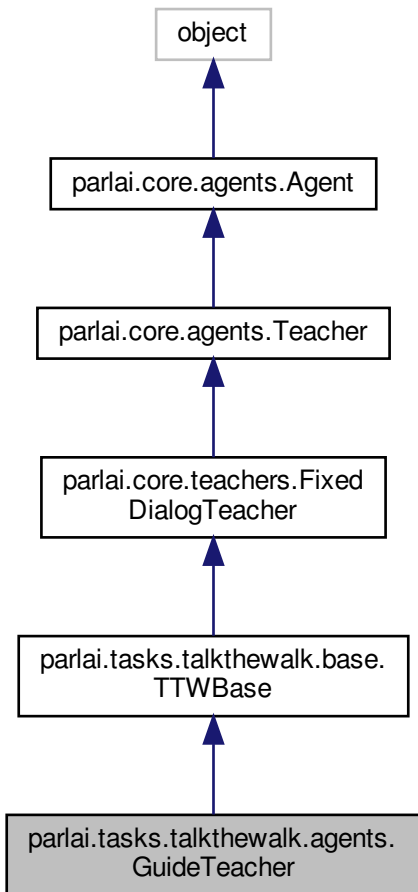 object
parlai.core.agents.Agent
parlai.core.agents.Teacher
parlai.core.teachers.Fixed
DialogTeacher
parlai.tasks.talkthewalk.base.
TTWBase
parlai.tasks.talkthewalk.agents.
GuideTeacher